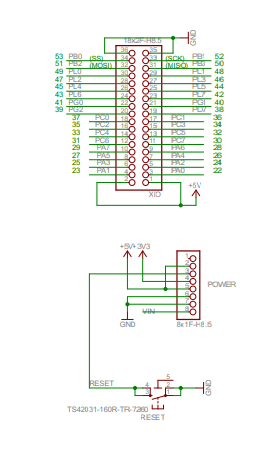 18x2F-H8.5
GND
53 PB0 (SS) (SCK) PB1 52
51 PB2 (MOSI) (MISO) PB3 50
49 PL0 PL1 48
47 PL2 PL3 46
45 PL4 PL5 44
43 PL6 PL7 42
41 PG0 PG1 40
39 PG2 PD7 38
37 PC0 PC1 36
35 PC2 PC3 34
33 PC4 PC5 32
31 PC6 PC7 30
29 PA7 PA6 28
27 PA5 PA4 26
25 PA3 PA2 24
23 PA1 PA0 22
XIO
+5V
+5V +3V3
POWER
VIN
GND
8x1F-H8.5
RESET
GND
TS42031-160R-TR-7260
RESET